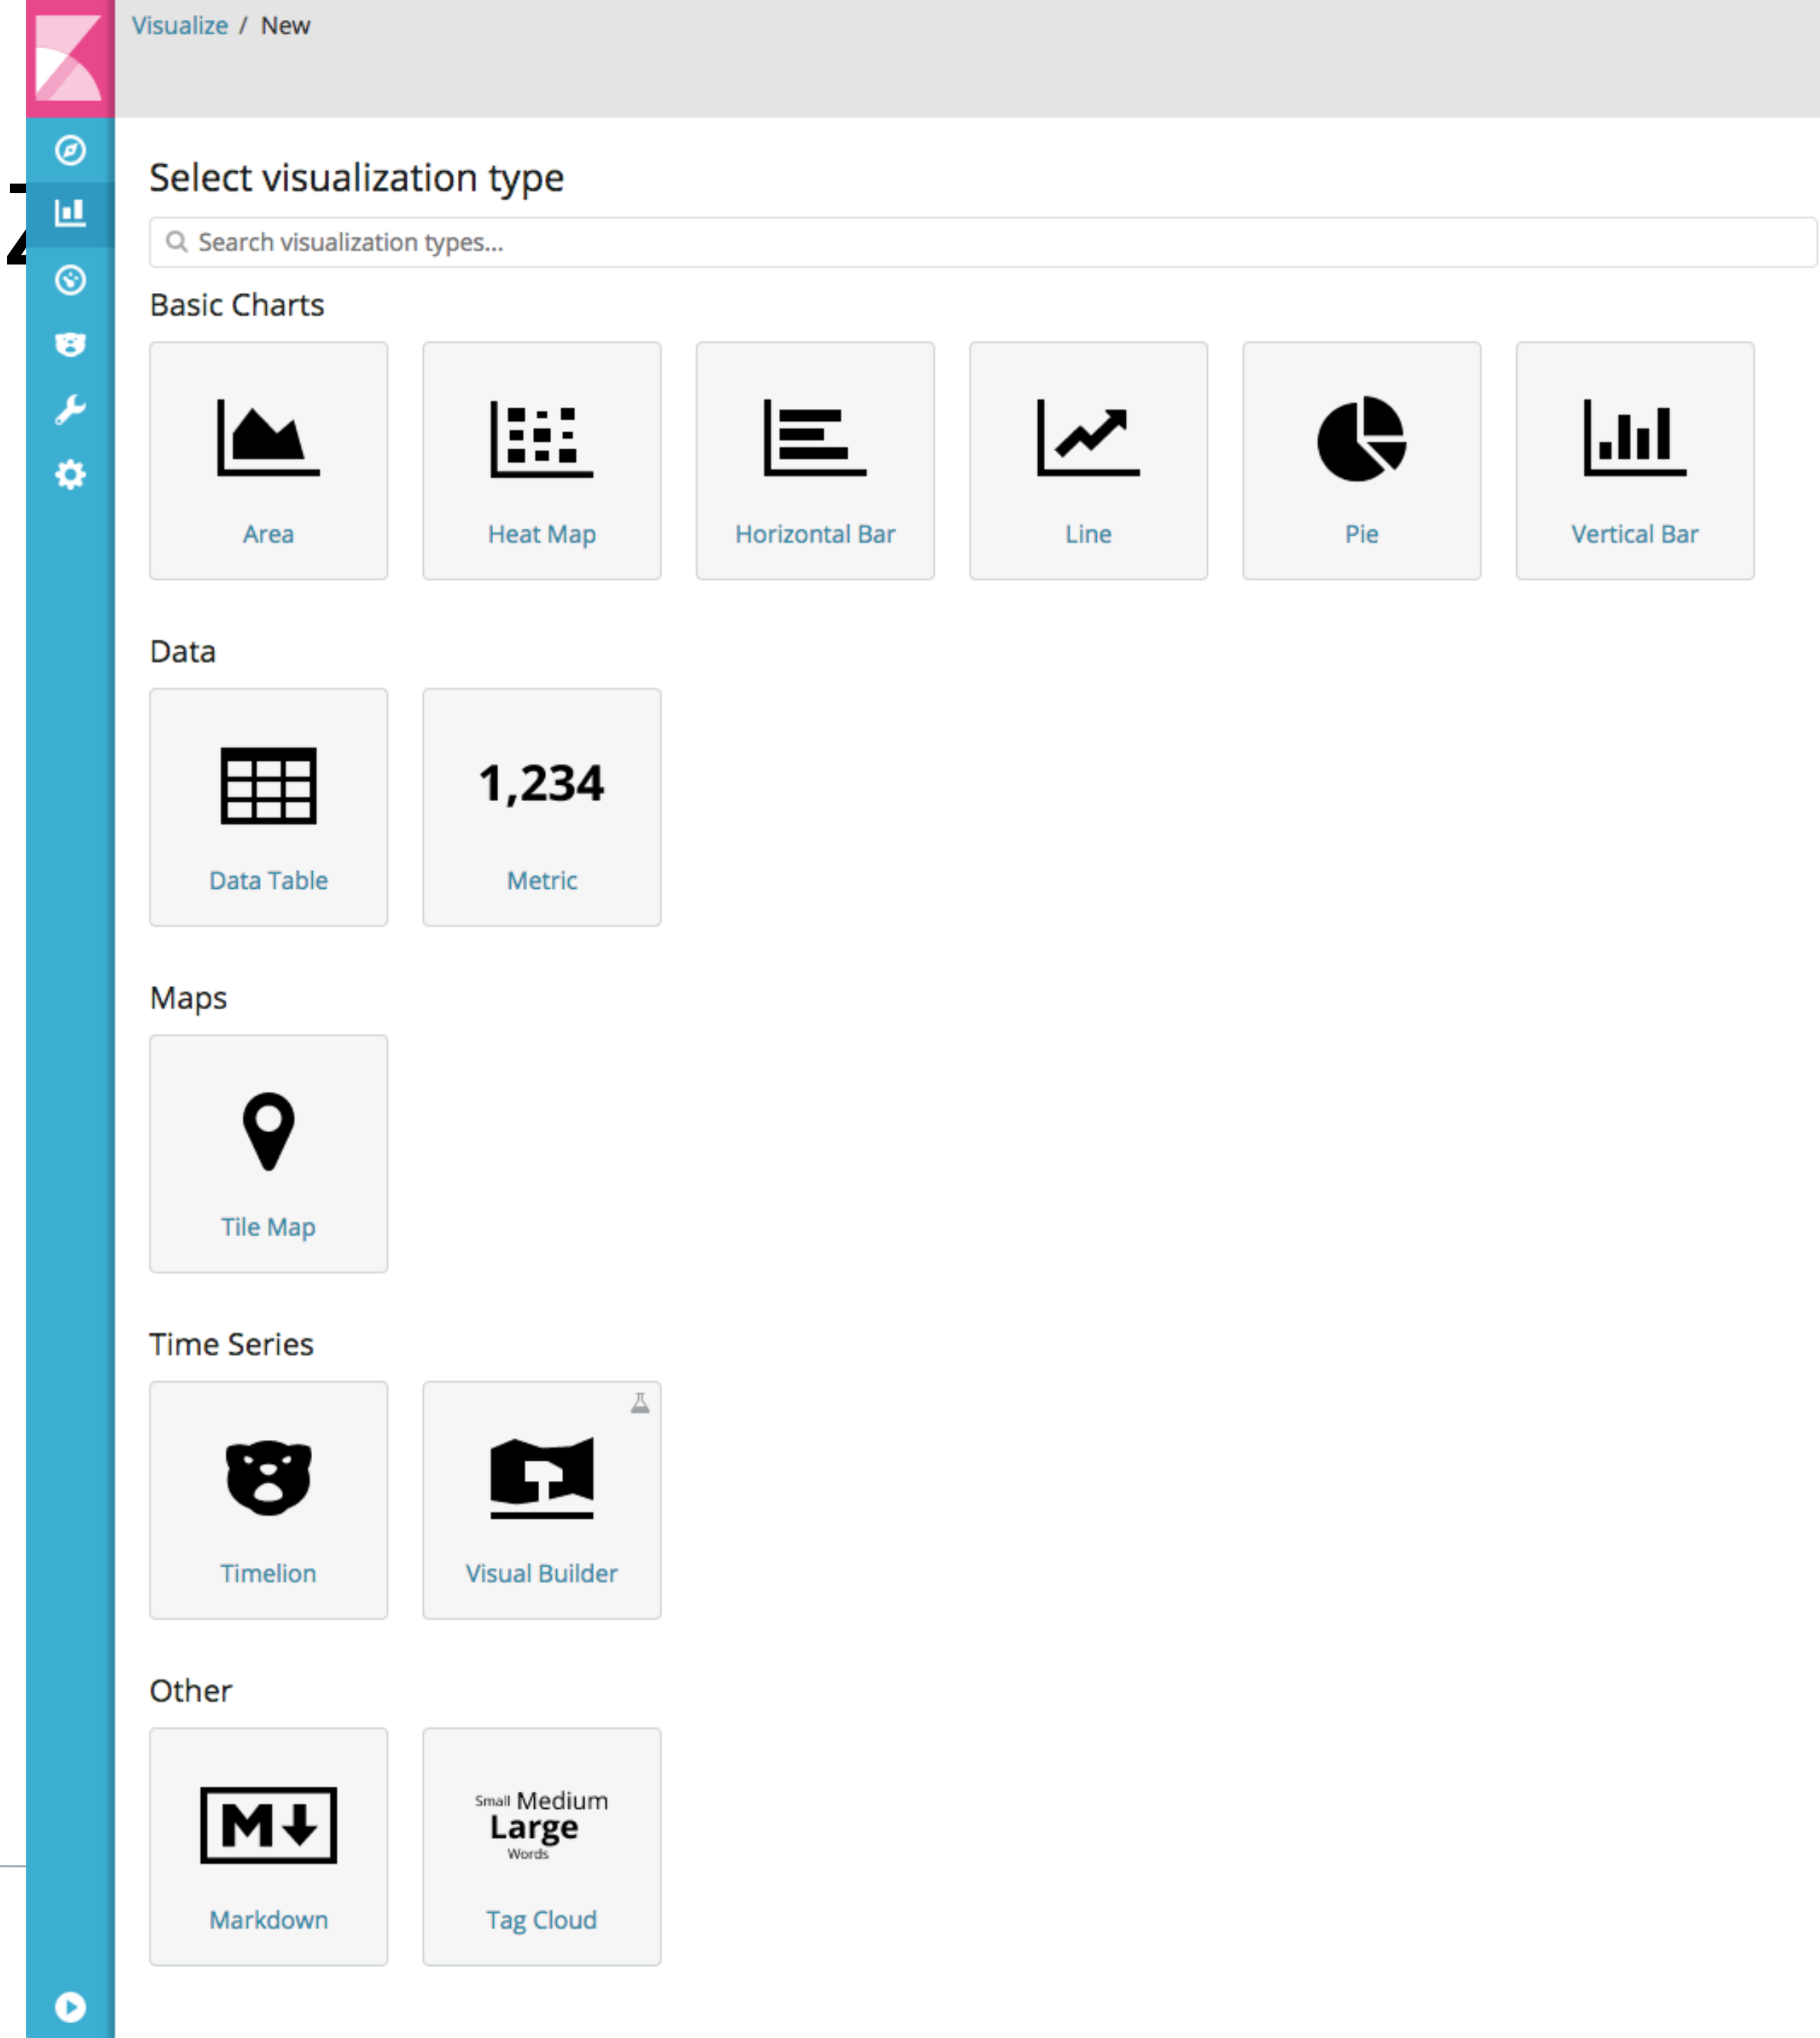 Visualize / New
Select visualization type
Search visualization types...
Basic Charts
Area
Heat Map
Horizontal Bar
Line
Pie
Vertical Bar
Data
1,234
Data Table
Metric
Maps
Tile Map
Time Series
Timelion
Visual Builder
Other
M
Small Medium
Large
Words
Markdown
Tag Cloud